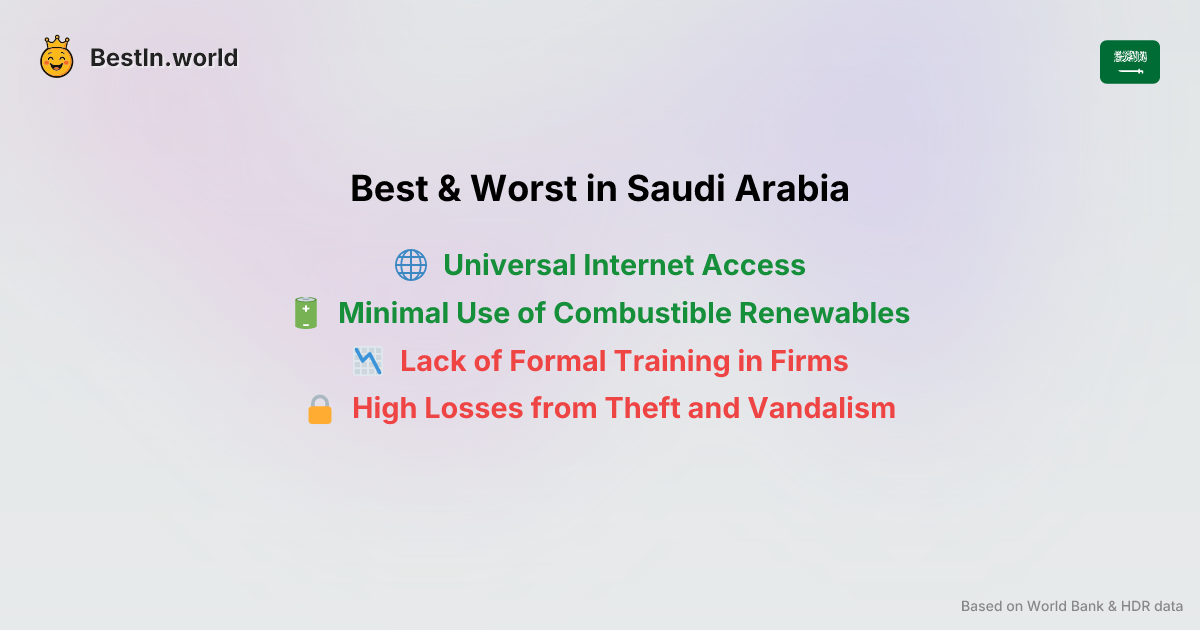 BestIn.world
Best & Worst in Saudi Arabia
Universal Internet Access
Minimal Use of Combustible Renewables
Lack of Formal Training in Firms
High Losses from Theft and Vandalism
Based on World Bank & HDR data